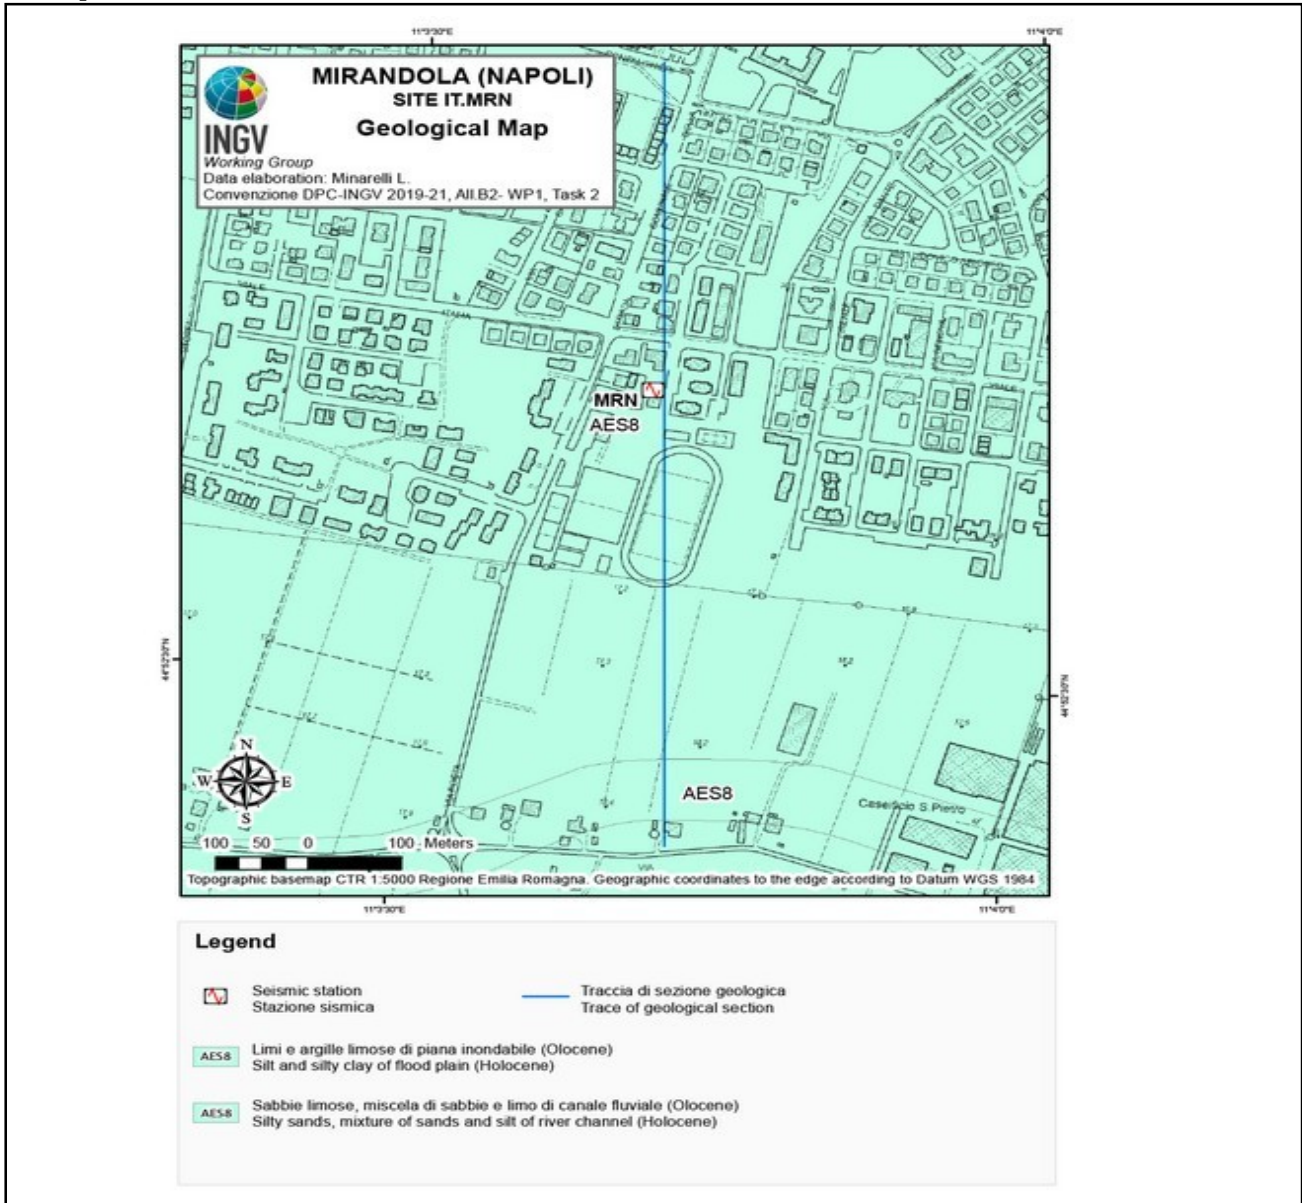 11°3'30"E
11°4'0"E
MIRANDOLA (NAPOLI)
SITE IT.MRN
Geological Map
INGV
Working Group
Data elaboration: Minarelli L.
Convenzione DPC-INGV 2019-21, All.B2- WP1, Task 2
VIALE
ITALIA
VIALE
MRN
AES8
44°52'30"N
44°52'30"N
N
W
E
S
AES8
Caseificio S Pietro
VIA
100 50 0 100 Meters
Topographic basemap CTR 1:5000 Regione Emilia Romagna. Geographic coordinates to the edge according to Datum WGS 1984
11°3'30"E
11°4'0"E
Legend
Seismic station
Stazione sismica
Traccia di sezione geologica
Trace of geological section
AES8
Limi e argille limose di piana inondabile (Olocene)
Silt and silty clay of flood plain (Holocene)
AES8
Sabbie limose, miscela di sabbie e limo di canale fluviale (Olocene)
Silty sands, mixture of sands and silt of river channel (Holocene)